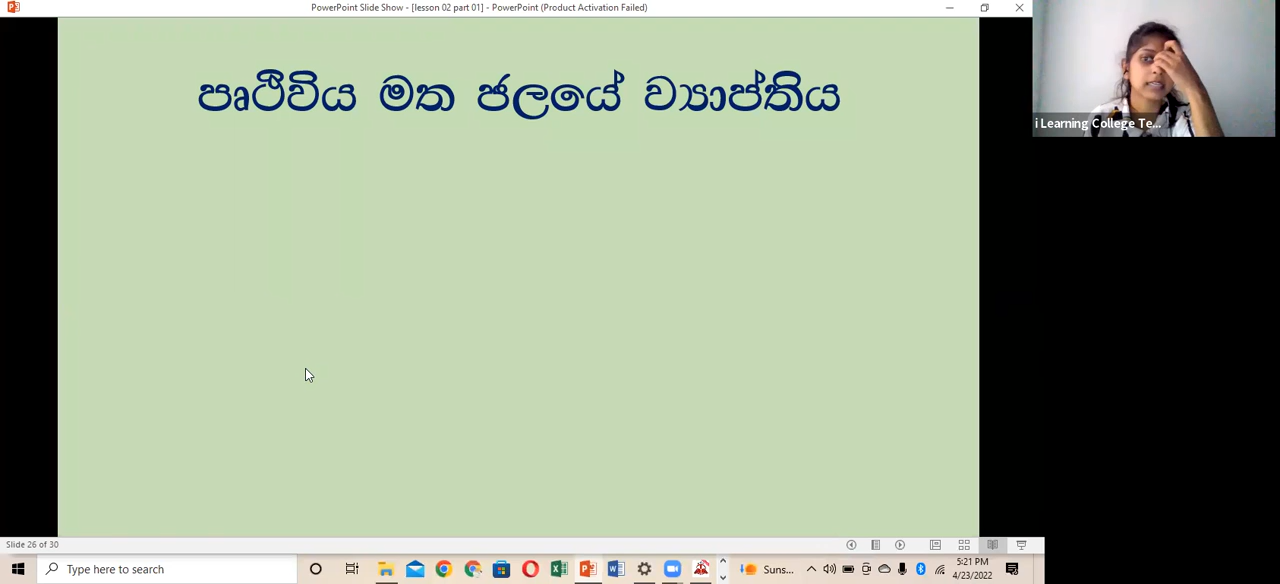 PowerPoint Slide Show - [lesson 02 part 01] - PowerPoint (Product Activation Failed)
පෘථිවිය මත ජලයේ ව්‍යාප්තිය
i Learning College Te...
Slide 26 of 30
Type here to search
Suns...
5:21 PM
4/23/2022